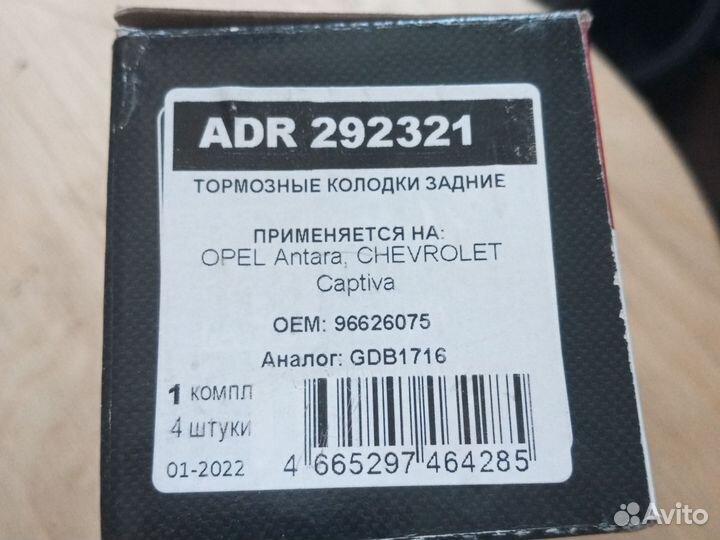 ADR 292321
ТОРМОЗНЫЕ КОЛОДКИ ЗАДНИЕ
ПРИМЕНЯЕТСЯ НА:
OPEL Antara, CHEVROLET
Captiva
OEM: 96626075
Аналог: GDB1716
1 КОМПЛ
4 штуки
01-2022
4 665297 464285
Avito